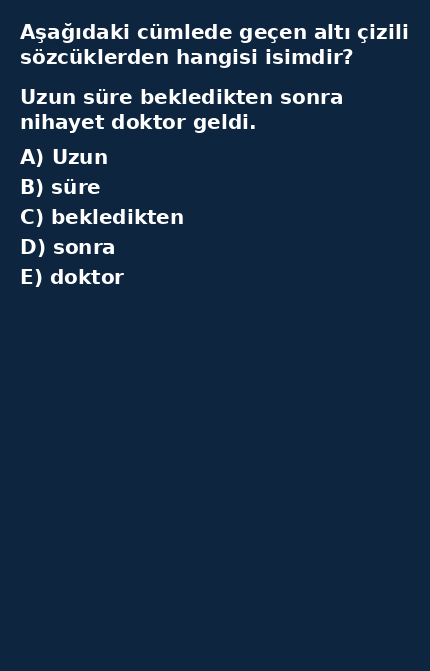 Aşağıdaki cümlede geçen altı çizili
sözcüklerden hangisi isimdir?
Uzun süre bekledikten sonra
nihayet doktor geldi.
A) Uzun
B) süre
C) bekledikten
D) sonra
E) doktor